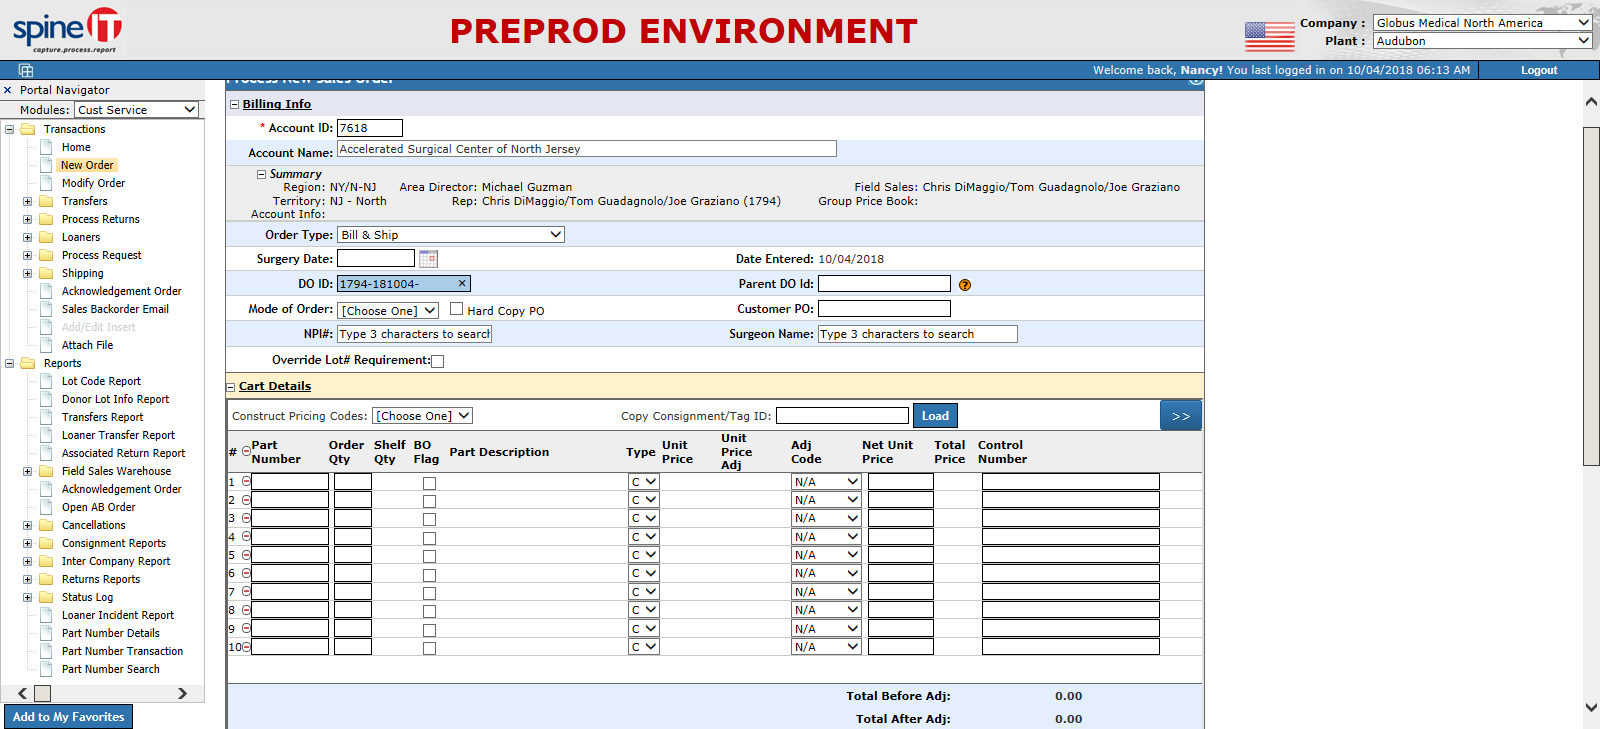 spine IT
capture.process.report
PREPROD ENVIRONMENT
Company : Globus Medical North America
Plant : Audubon
Welcome back, Nancy! You last logged in on 10/04/2018 06:13 AM
Logout
Portal Navigator
Modules: Cust Service
Transactions
Home
New Order
Modify Order
Transfers
Process Returns
Loaners
Process Request
Shipping
Acknowledgement Order
Sales Backorder Email
Add/Edit Insert
Attach File
Reports
Lot Code Report
Donor Lot Info Report
Transfers Report
Loaner Transfer Report
Associated Return Report
Field Sales Warehouse
Acknowledgement Order
Open AB Order
Cancellations
Consignment Reports
Inter Company Report
Returns Reports
Status Log
Loaner Incident Report
Part Number Details
Part Number Transaction
Part Number Search
Add to My Favorites
Process New Sales Order
Billing Info
* Account ID: 7618
Account Name: Accelerated Surgical Center of North Jersey
Summary
Region: NY/N-NJ Area Director: Michael Guzman Field Sales: Chris DiMaggio/Tom Guadagnolo/Joe Graziano
Territory: NJ - North Rep: Chris DiMaggio/Tom Guadagnolo/Joe Graziano (1794) Group Price Book:
Account Info:
Order Type: Bill & Ship
Surgery Date: Date Entered: 10/04/2018
DO ID: 1794-181004- × Parent DO Id: ?
Mode of Order: [Choose One] Hard Copy PO Customer PO:
NPI#: Type 3 characters to search Surgeon Name: Type 3 characters to search
Override Lot# Requirement:
Cart Details
Construct Pricing Codes: [Choose One] Copy Consignment/Tag ID: Load >>
# Part Number Order Qty Shelf Qty BO Flag Part Description Type Unit Price Unit Price Adj Adj Code Net Unit Price Total Price Control Number
1 C N/A
2 C N/A
3 C N/A
4 C N/A
5 C N/A
6 C N/A
7 C N/A
8 C N/A
9 C N/A
10 C N/A
Total Before Adj: 0.00
Total After Adj: 0.00